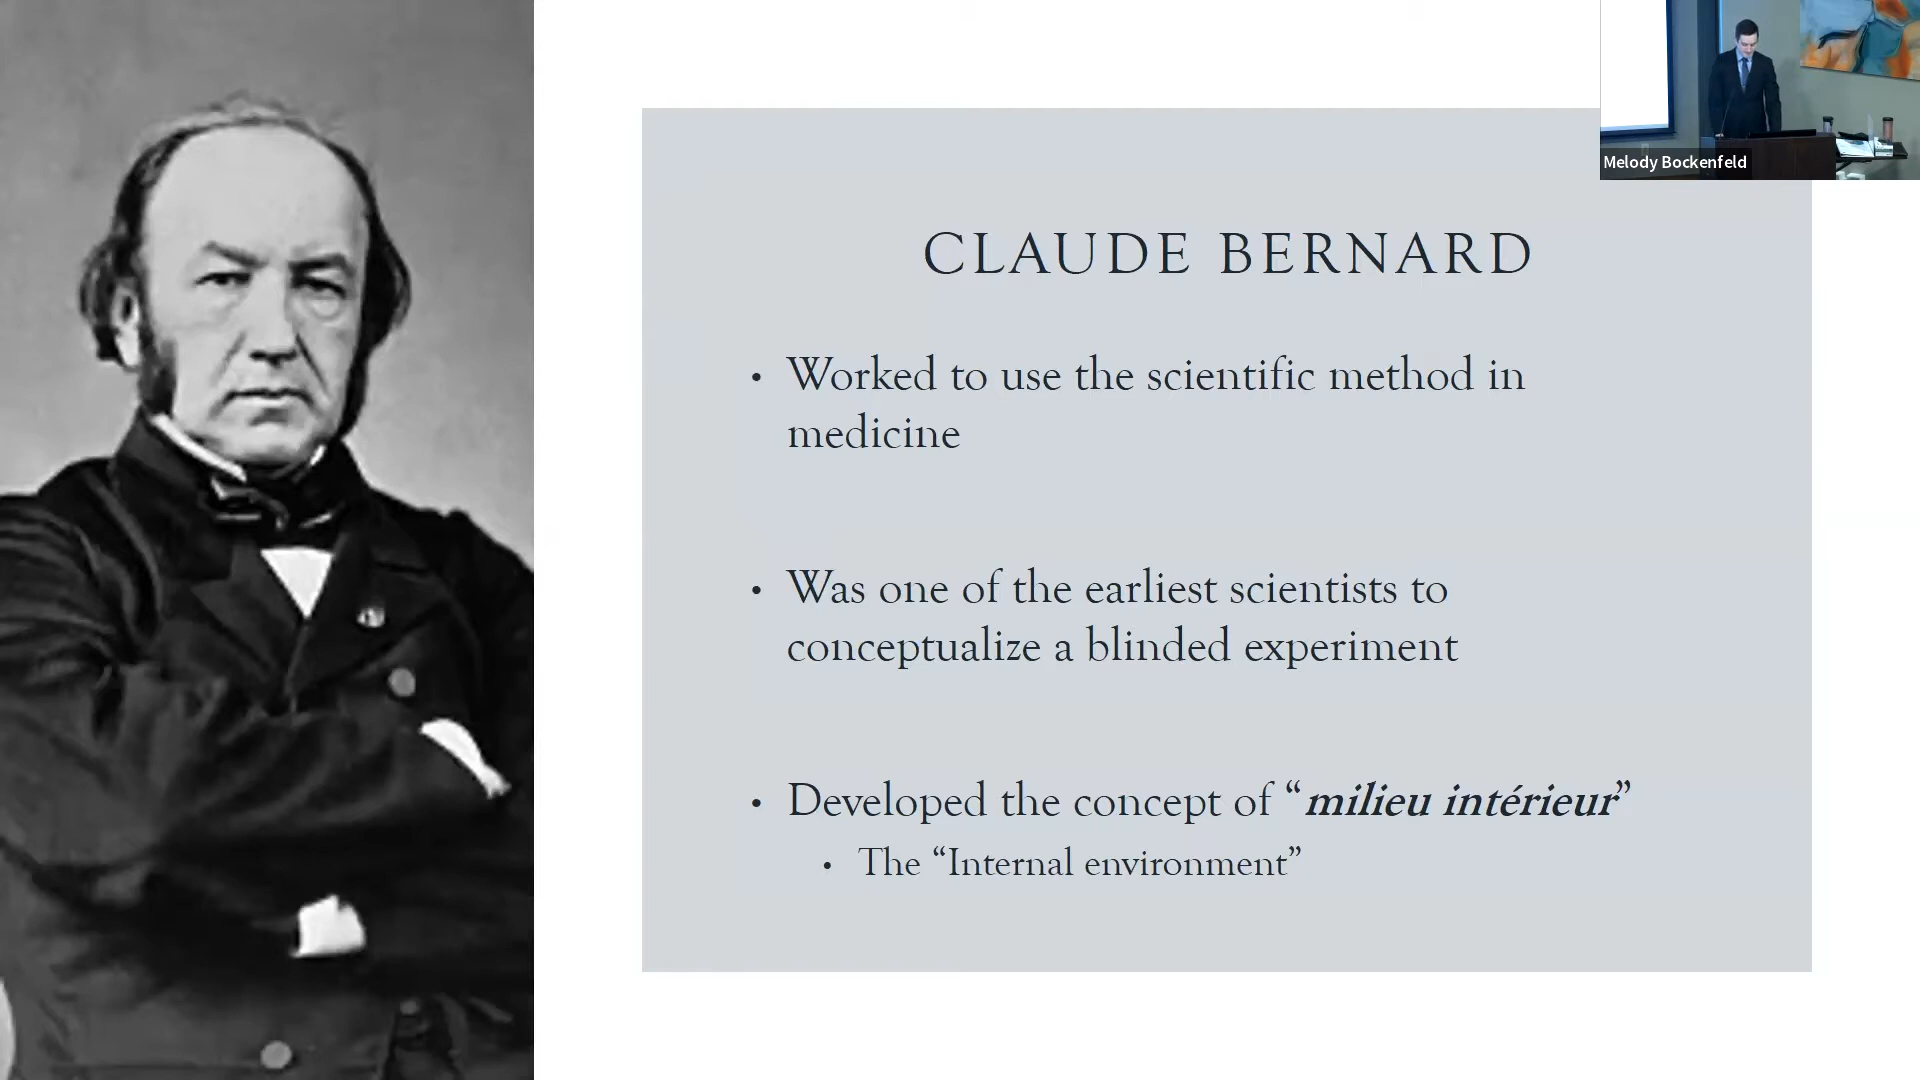 Melody Bockenfeld
CLAUDE BERNARD
• Worked to use the scientific method in
medicine
• Was one of the earliest scientists to
conceptualize a blinded experiment
• Developed the concept of “milieu intérieur”
• The “Internal environment”